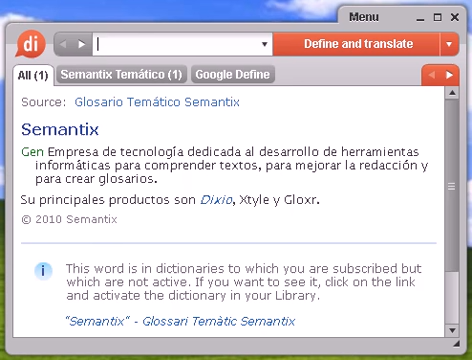 Menu
di
Define and translate
All (1)
Semantix Temático (1)
Google Define
Source: Glosario Temático Semantix
Semantix
Gen Empresa de tecnología dedicada al desarrollo de herramientas
informáticas para comprender textos, para mejorar la redacción y
para crear glosarios.
Su principales productos son Dixio, Xtyle y Gloxr.
© 2010 Semantix
i
This word is in dictionaries to which you are subscribed but
which are not active. If you want to see it, click on the link
and activate the dictionary in your Library.
"Semantix" - Glossari Temàtic Semantix